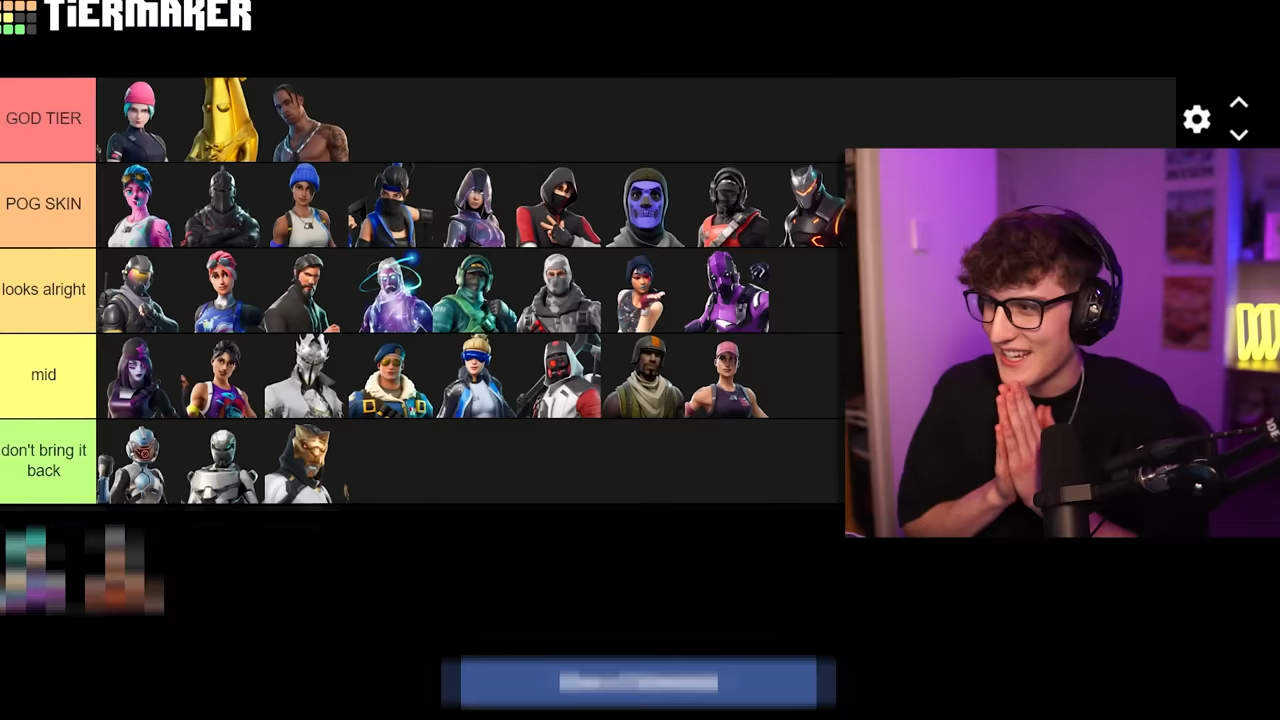 TiERMAKER
GOD TIER
POG SKIN
looks alright
mid
don't bring it
back